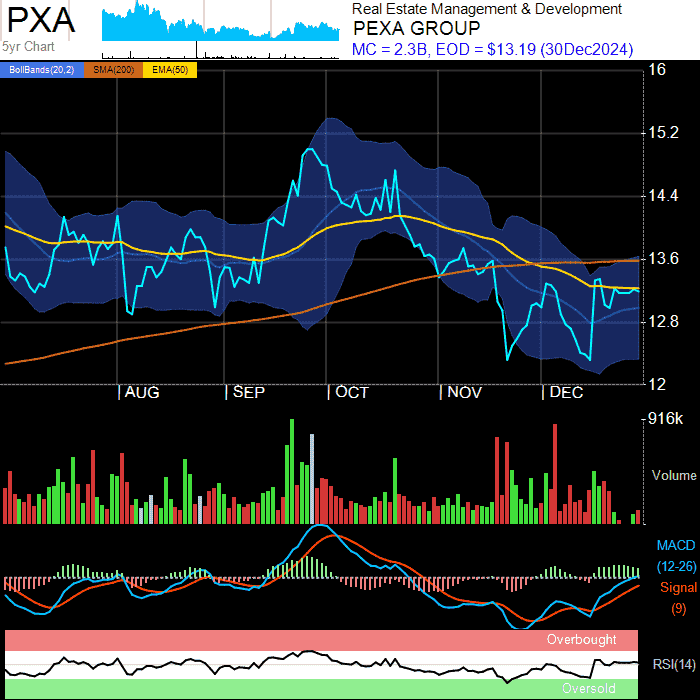 PXA
5yr Chart
Real Estate Management & Development
PEXA GROUP
MC = 2.3B, EOD = $13.19 (30Dec2024)
BollBands(20,2) SMA(200) EMA(50)
16
15.2
14.4
13.6
12.8
12
AUG SEP OCT NOV DEC
916k
Volume
MACD
(12-26)
Signal
(9)
Overbought
RSI(14)
Oversold